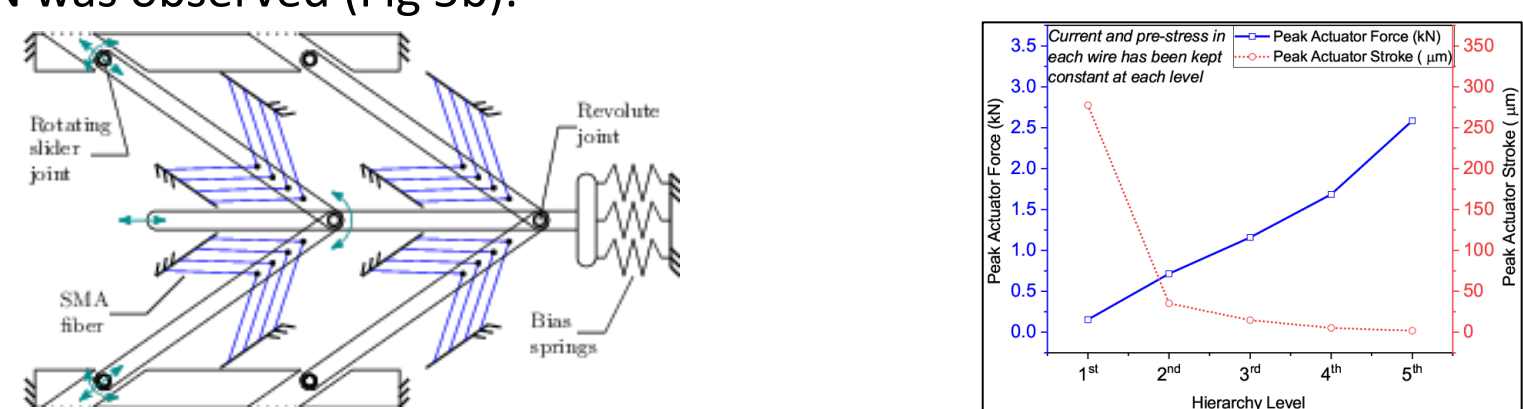 N was observed (Fig 5b).
Rotating
slider
joint
SMA
fiber
Revolute
joint
Bias
springs
Current and pre-stress in
each wire has been kept
constant at each level
Peak Actuator Force (kN)
Peak Actuator Stroke ( μm)
Peak Actuator Force (kN)
3.5
3.0
2.5
2.0
1.5
1.0
0.5
0.0
350
300
250
200
150
100
50
0
Peak Actuator Stroke ( μm)
1st 2nd 3rd 4th 5th
Hierarchy Level